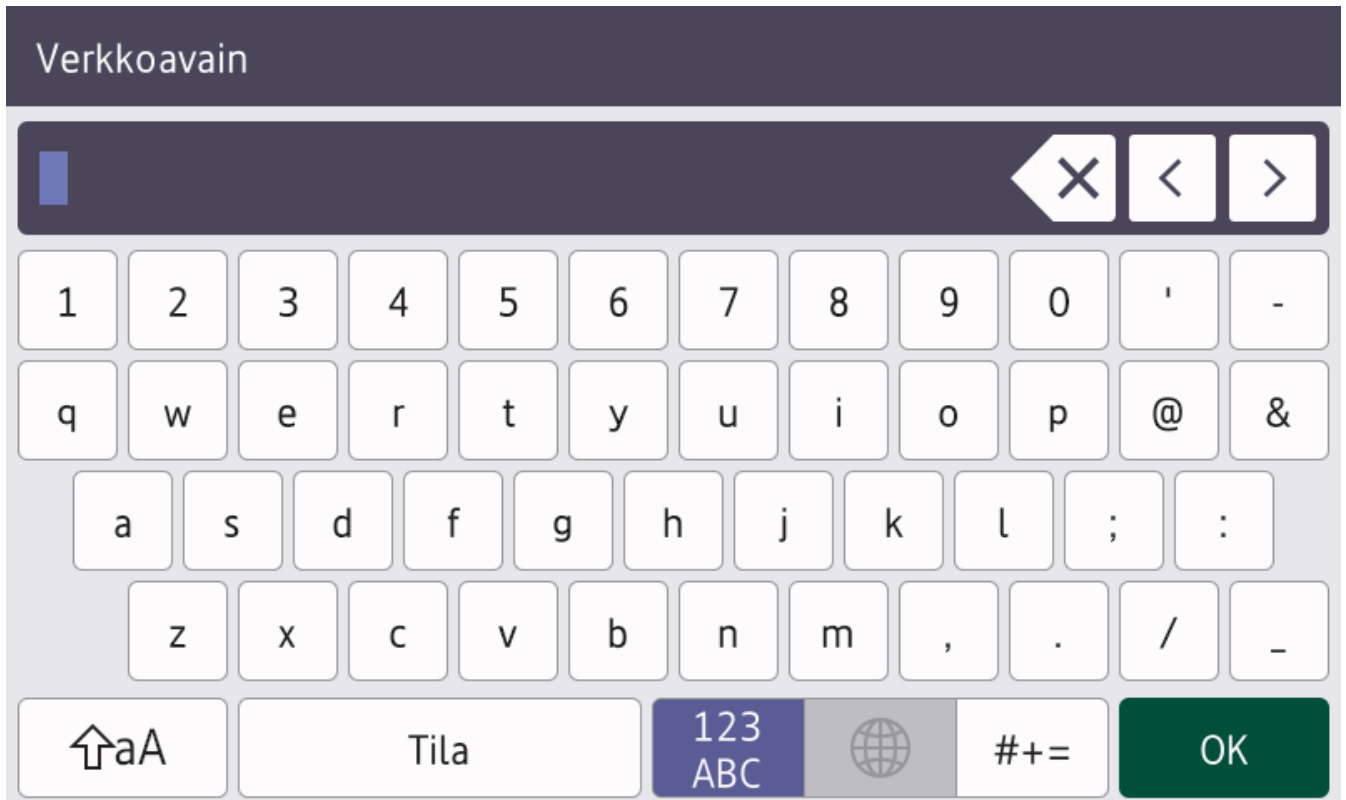 Verkkoavain
1 2 3 4 5 6 7 8 9 0 ' -
q w e r t y u i o p @ &
a s d f g h j k l ; :
z x c v b n m , . / _
aA Tila 123 ABC #+= OK